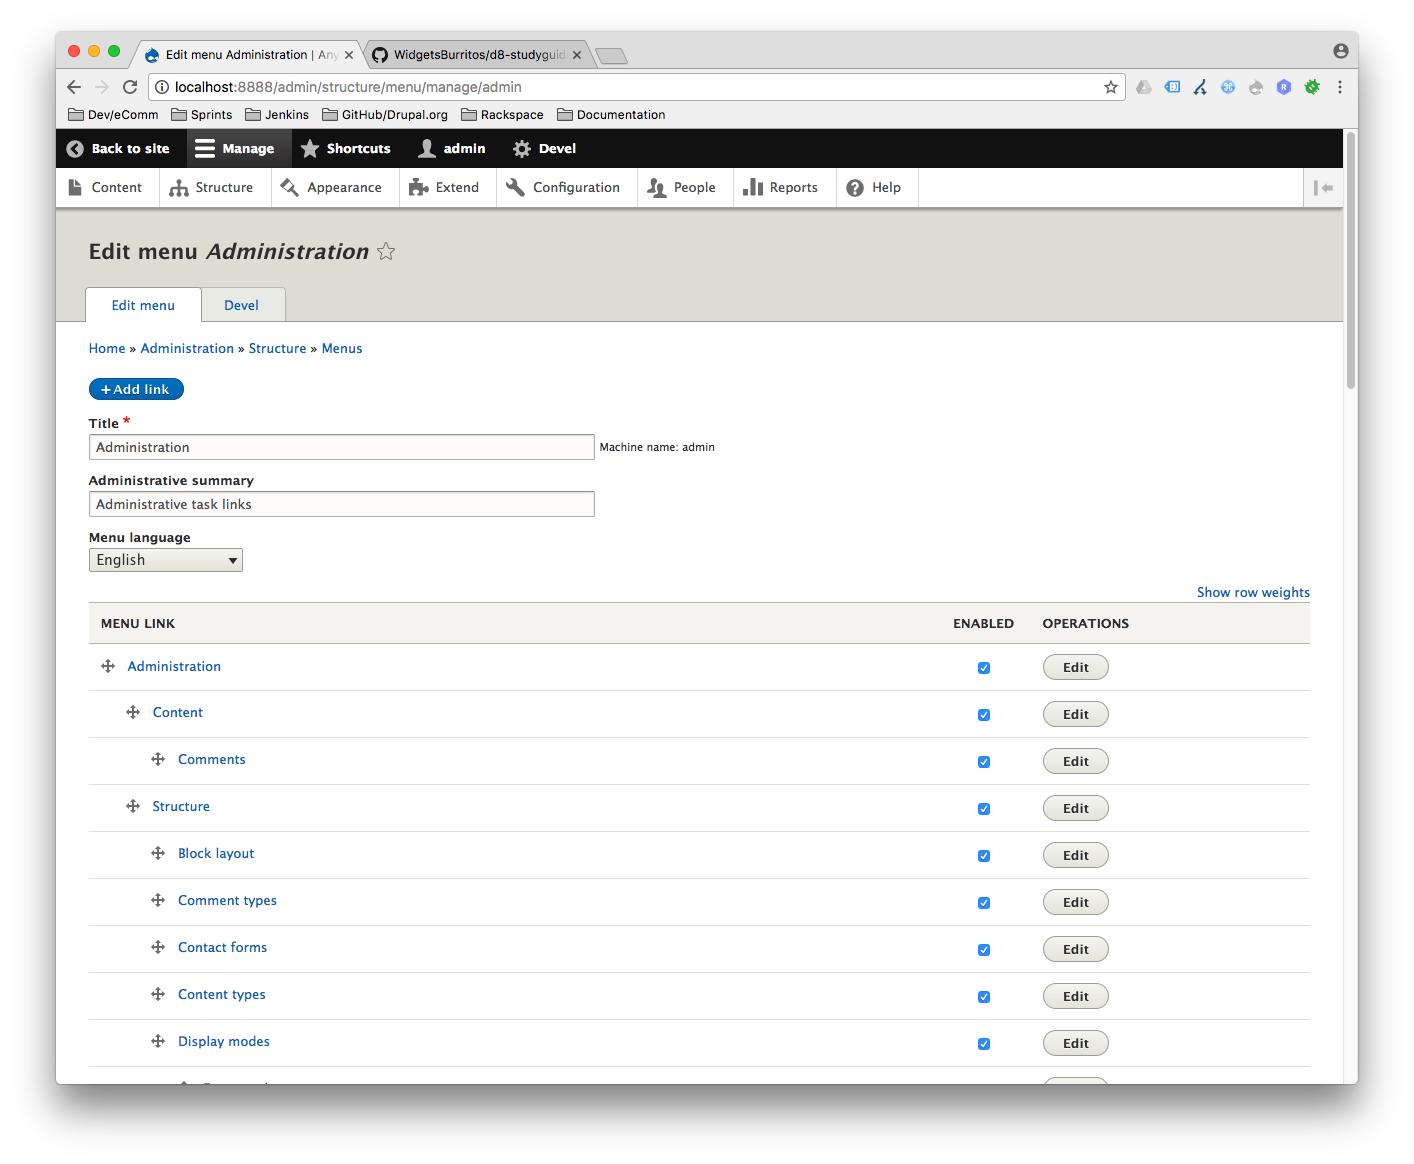 Edit menu Administration | Any
WidgetsBurritos/d8-studyguid
localhost:8888/admin/structure/menu/manage/admin
Dev/eComm Sprints Jenkins GitHub/Drupal.org Rackspace Documentation
Back to site Manage Shortcuts admin Devel
Content Structure Appearance Extend Configuration People Reports Help
Edit menu Administration
Edit menu Devel
Home » Administration » Structure » Menus
+ Add link
Title *
Administration Machine name: admin
Administrative summary
Administrative task links
Menu language
English
Show row weights
MENU LINK ENABLED OPERATIONS
Administration Edit
Content Edit
Comments Edit
Structure Edit
Block layout Edit
Comment types Edit
Contact forms Edit
Content types Edit
Display modes Edit